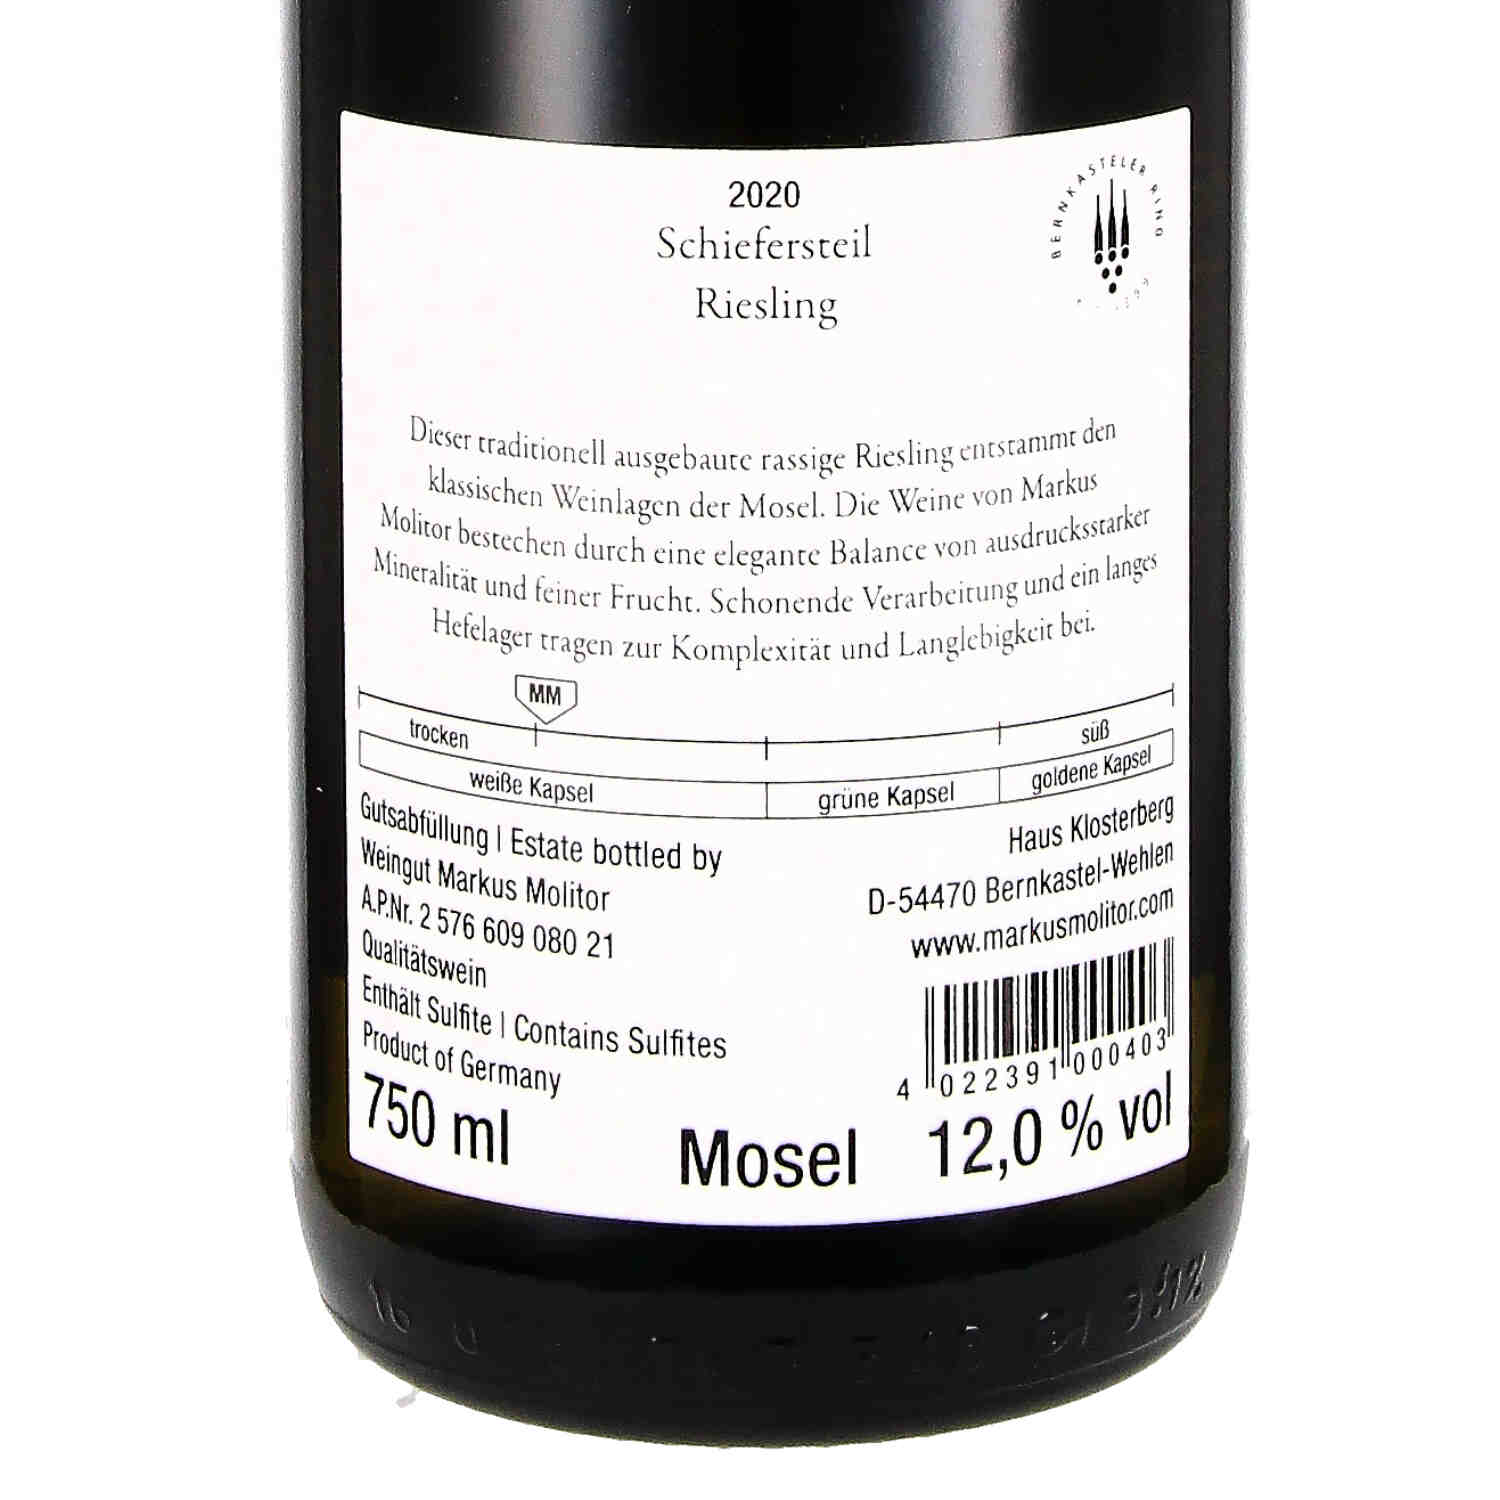 2020
BERNKASTELER RING
Schiefersteil
Riesling
Dieser traditionell ausgebaute rassige Riesling entstammt den
klassischen Weinlagen der Mosel. Die Weine von Markus
Molitor bestechen durch eine elegante Balance von ausdrucksstarker
Mineralität und feiner Frucht. Schonende Verarbeitung und ein langes
Hefelager tragen zur Komplexität und Langlebigkeit bei.
MM
trocken süß
weiße Kapsel grüne Kapsel goldene Kapsel
Gutsabfüllung | Estate bottled by
Weingut Markus Molitor
A.P.Nr. 2 576 609 080 21
Qualitätswein
Enthält Sulfite | Contains Sulfites
Product of Germany
Haus Klosterberg
D-54470 Bernkastel-Wehlen
www.markusmolitor.com
4 022391 000403
750 ml Mosel 12,0 % vol